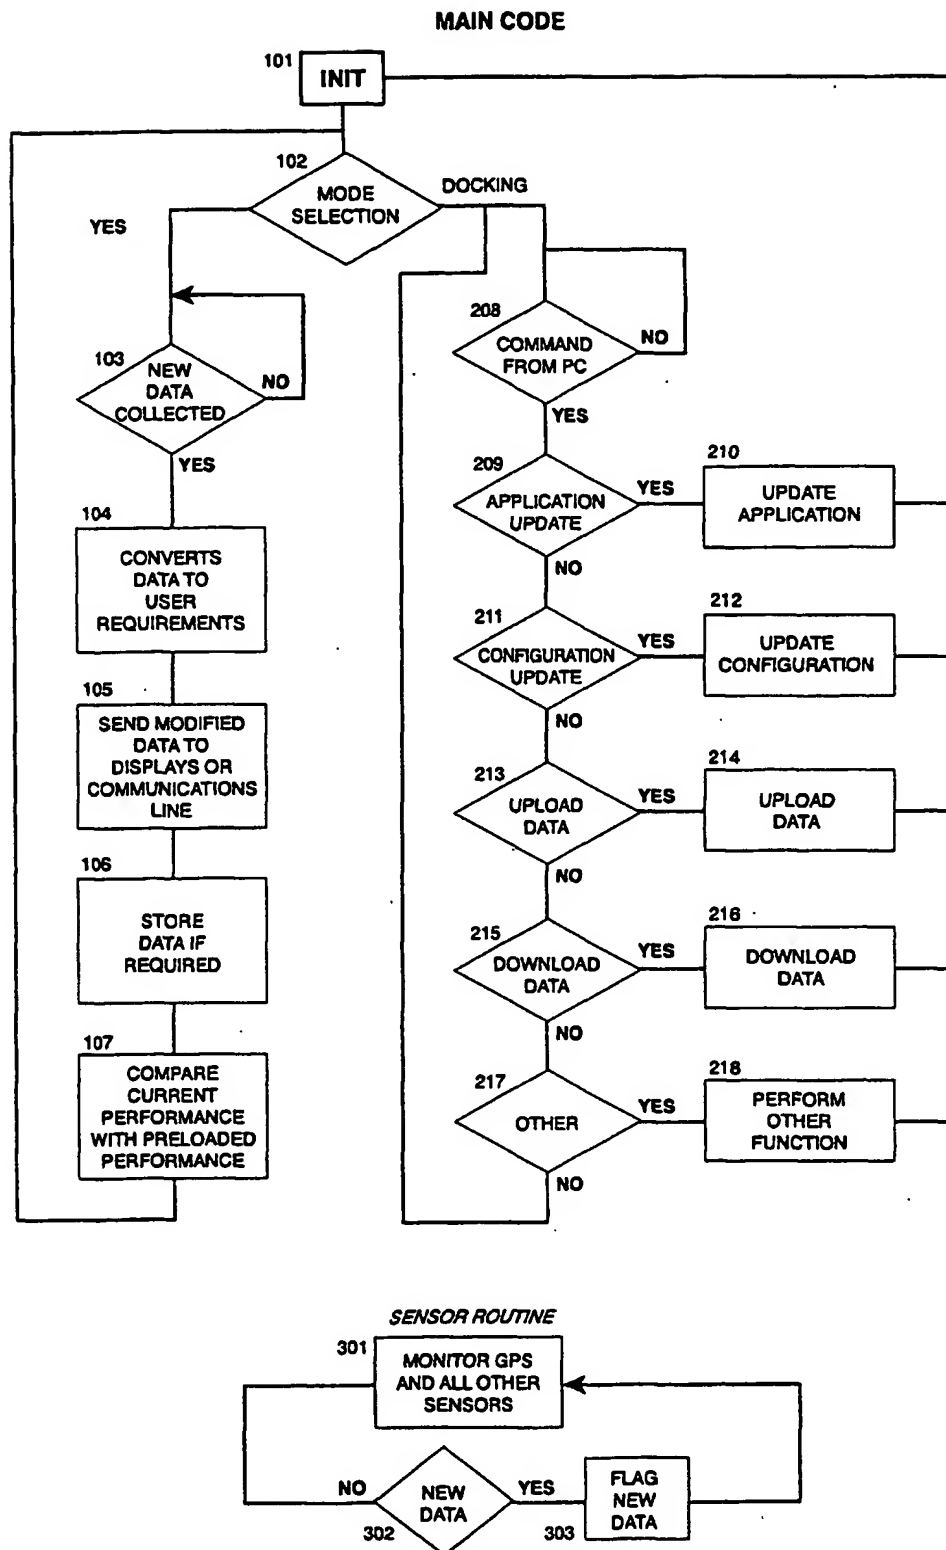 MAIN CODE
101
INIT
102
MODE
SELECTION
DOCKING
YES
103
NEW
DATA
COLLECTED
NO
YES
104
CONVERTS
DATA TO
USER
REQUIREMENTS
105
SEND MODIFIED
DATA TO
DISPLAYS OR
COMMUNICATIONS
LINE
106
STORE
DATA IF
REQUIRED
107
COMPARE
CURRENT
PERFORMANCE
WITH PRELOADED
PERFORMANCE
208
COMMAND
FROM PC
NO
YES
209
APPLICATION
UPDATE
YES
NO
210
UPDATE
APPLICATION
211
CONFIGURATION
UPDATE
YES
NO
212
UPDATE
CONFIGURATION
213
UPLOAD
DATA
YES
NO
214
UPLOAD
DATA
215
DOWNLOAD
DATA
YES
NO
216
DOWNLOAD
DATA
217
OTHER
YES
NO
218
PERFORM
OTHER
FUNCTION
SENSOR ROUTINE
301
MONITOR GPS
AND ALL OTHER
SENSORS
NO
NEW
DATA
302
YES
303
FLAG
NEW
DATA